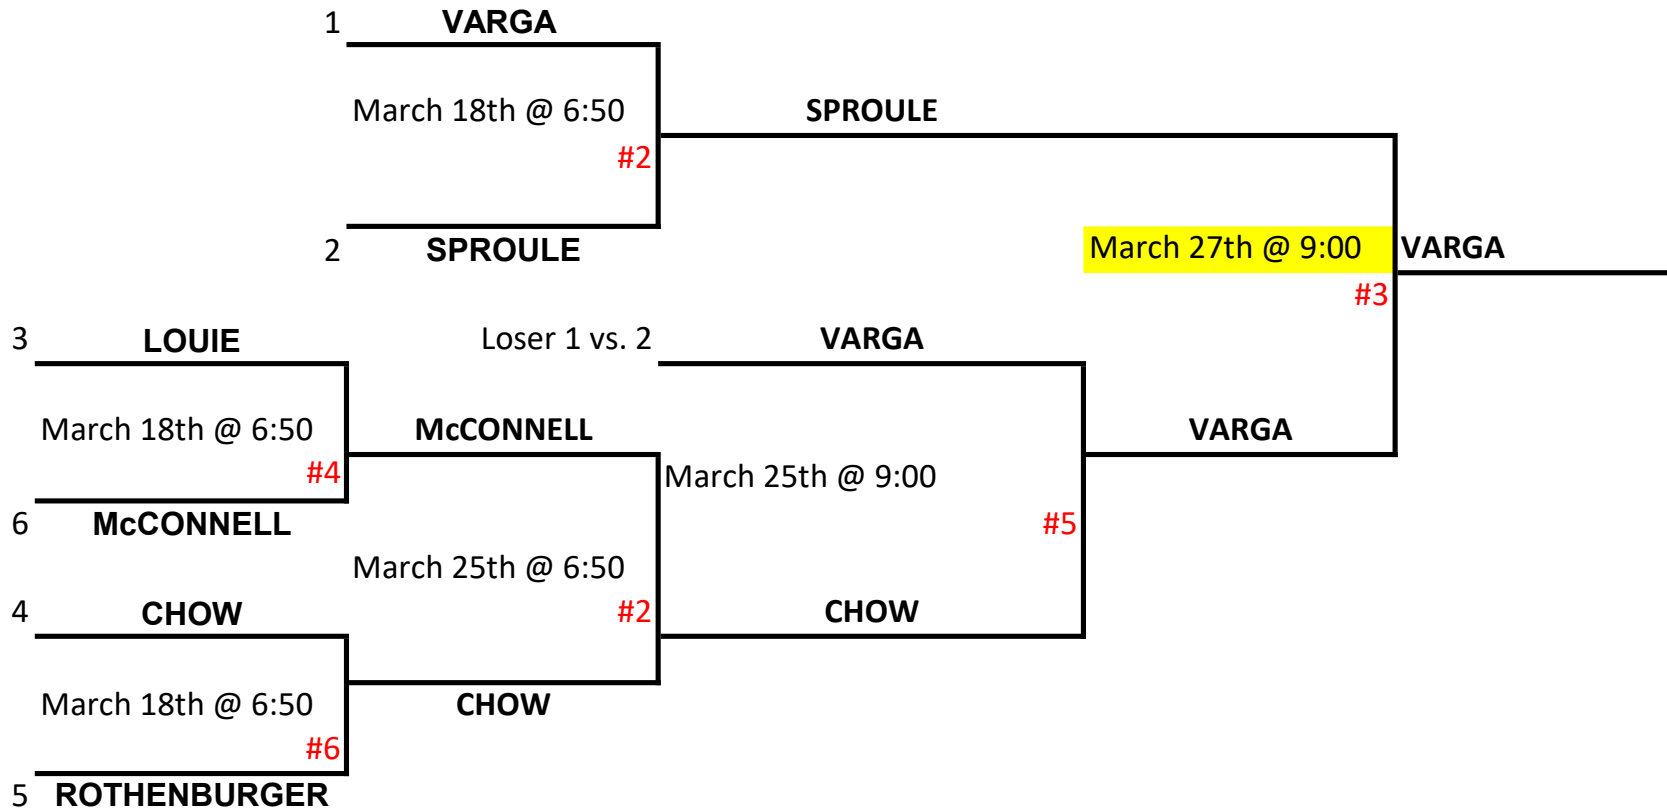 1 VARGA
March 18th @ 6:50
SPROULE
#2
2 SPROULE
March 27th @ 9:00
VARGA
#3
3 LOUIE
Loser 1 vs. 2
VARGA
March 18th @ 6:50
McCONNELL
VARGA
#4
March 25th @ 9:00
6 McCONNELL
#5
March 25th @ 6:50
4 CHOW
#2
CHOW
March 18th @ 6:50
CHOW
#6
5 ROTHENBURGER